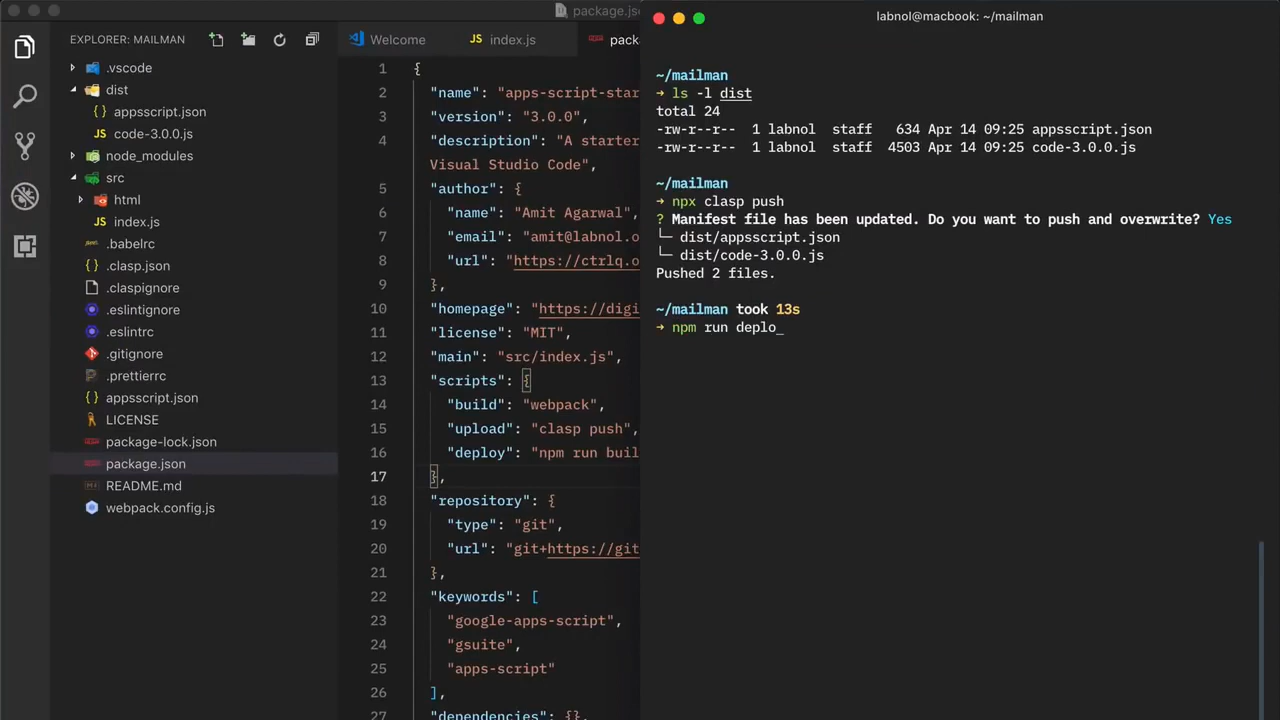 package.jso
EXPLORER: MAILMAN
.vscode
dist
{ } appsscript.json
code-3.0.0.js
node_modules
src
html
index.js
.babelrc
{ } .clasp.json
.claspignore
.eslintignore
.eslintrc
.gitignore
.prettierrc
{ } appsscript.json
LICENSE
package-lock.json
package.json
README.md
webpack.config.js
Welcome
JS index.js
pack
1 {
2 "name": "apps-script-star
3 "version": "3.0.0",
4 "description": "A starter
Visual Studio Code",
5 "author": {
6 "name": "Amit Agarwal",
7 "email": "amit@labnol.o
8 "url": "https://ctrlq.o
9 },
10 "homepage": "https://digi
11 "license": "MIT",
12 "main": "src/index.js",
13 "scripts": {
14 "build": "webpack",
15 "upload": "clasp push",
16 "deploy": "npm run buil
17 },
18 "repository": {
19 "type": "git",
20 "url": "git+https://git
21 },
22 "keywords": [
23 "google-apps-script",
24 "gsuite",
25 "apps-script"
26 ],
27 "dependencies": {},
labnol@macbook: ~/mailman
~/mailman
→ ls -l dist
total 24
-rw-r--r-- 1 labnol staff 634 Apr 14 09:25 appsscript.json
-rw-r--r-- 1 labnol staff 4503 Apr 14 09:25 code-3.0.0.js
~/mailman
→ npx clasp push
? Manifest file has been updated. Do you want to push and overwrite? Yes
└─ dist/appsscript.json
└─ dist/code-3.0.0.js
Pushed 2 files.
~/mailman took 13s
→ npm run deplo_